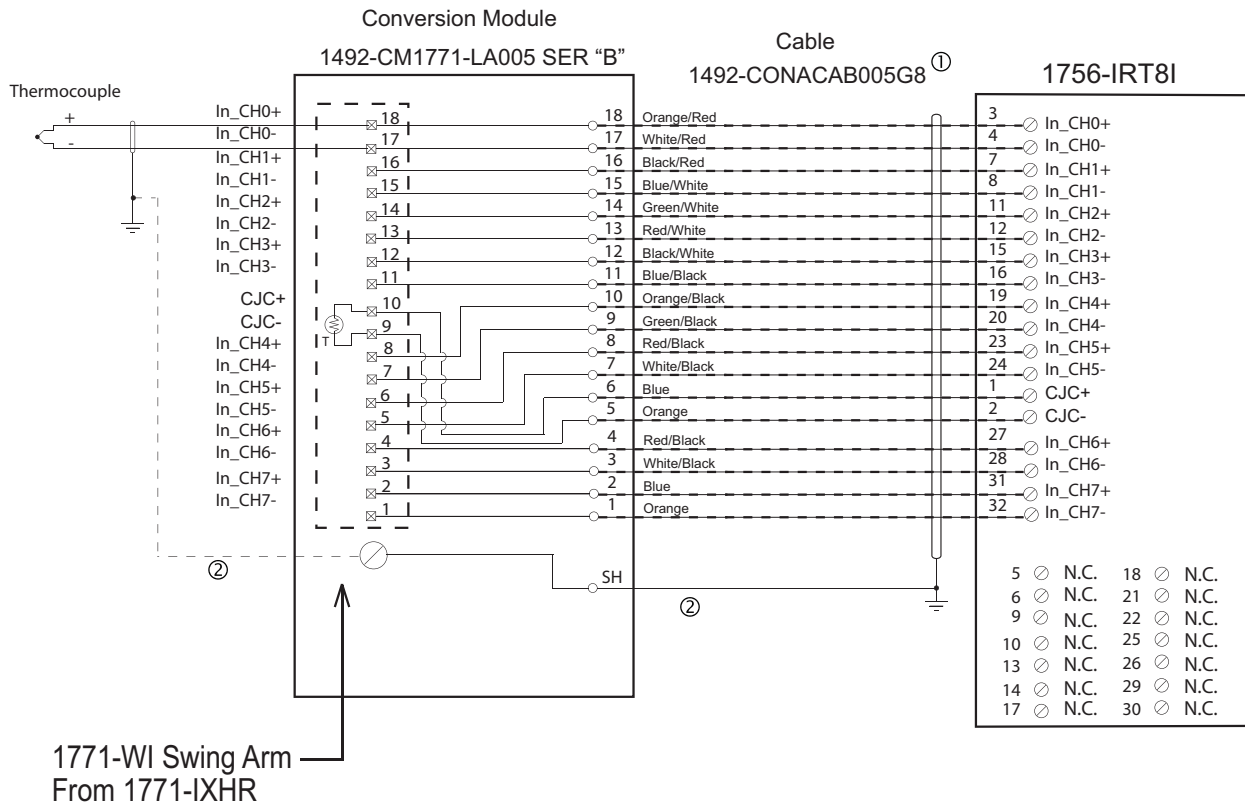 Conversion Module
1492-CM1771-LA005 SER “B”
Cable
1492-CONACAB005G8 ①
1756-IRT8I
Thermocouple
+
-
In_CH0+
In_CH0-
In_CH1+
In_CH1-
In_CH2+
In_CH2-
In_CH3+
In_CH3-
CJC+
CJC-
In_CH4+
In_CH4-
In_CH5+
In_CH5-
In_CH6+
In_CH6-
In_CH7+
In_CH7-
18
17
16
15
14
13
12
11
10
9
8
7
6
5
4
3
2
1
T
18 Orange/Red 3 In_CH0+
17 White/Red 4 In_CH0-
16 Black/Red 7 In_CH1+
15 Blue/White 8 In_CH1-
14 Green/White 11 In_CH2+
13 Red/White 12 In_CH2-
12 Black/White 15 In_CH3+
11 Blue/Black 16 In_CH3-
10 Orange/Black 19 In_CH4+
9 Green/Black 20 In_CH4-
8 Red/Black 23 In_CH5+
7 White/Black 24 In_CH5-
6 Blue 1 CJC+
5 Orange 2 CJC-
4 Red/Black 27 In_CH6+
3 White/Black 28 In_CH6-
2 Blue 31 In_CH7+
1 Orange 32 In_CH7-
②
SH
②
5 N.C. 18 N.C.
6 N.C. 21 N.C.
9 N.C. 22 N.C.
10 N.C. 25 N.C.
13 N.C. 26 N.C.
14 N.C. 29 N.C.
17 N.C. 30 N.C.
1771-WI Swing Arm
From 1771-IXHR